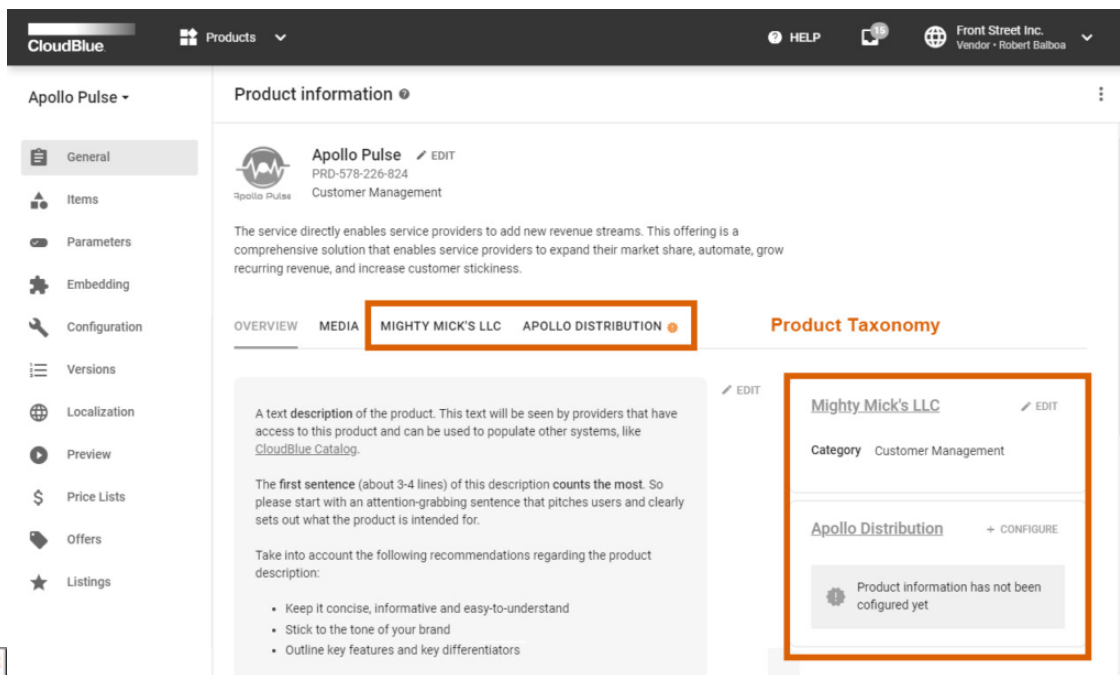 CloudBlue.
Products
HELP
15
Front Street Inc.
Vendor • Robert Balboa
Apollo Pulse
General
Items
Parameters
Embedding
Configuration
Versions
Localization
Preview
Price Lists
Offers
Listings
Product information
Apollo Pulse
Apollo Pulse EDIT
PRD-578-226-824
Customer Management
The service directly enables service providers to add new revenue streams. This offering is a
comprehensive solution that enables service providers to expand their market share, automate, grow
recurring revenue, and increase customer stickiness.
OVERVIEW MEDIA MIGHTY MICK'S LLC APOLLO DISTRIBUTION
Product Taxonomy
EDIT
A text description of the product. This text will be seen by providers that have
access to this product and can be used to populate other systems, like
CloudBlue Catalog.
The first sentence (about 3-4 lines) of this description counts the most. So
please start with an attention-grabbing sentence that pitches users and clearly
sets out what the product is intended for.
Take into account the following recommendations regarding the product
description:
• Keep it concise, informative and easy-to-understand
• Stick to the tone of your brand
• Outline key features and key differentiators
Mighty Mick's LLC EDIT
Category Customer Management
Apollo Distribution + CONFIGURE
Product information has not been
cofigured yet